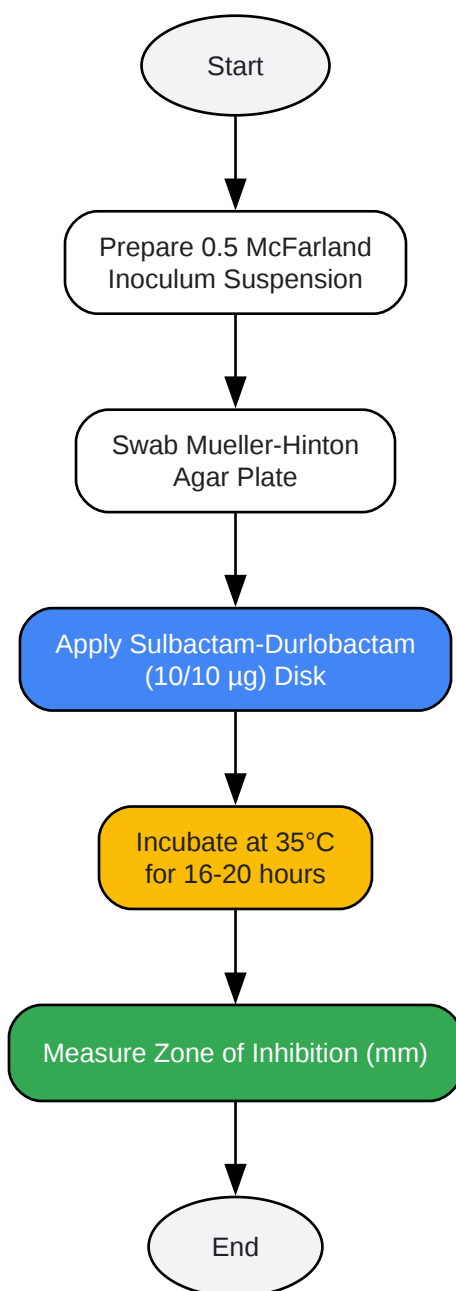 Start
Prepare 0.5 McFarland
Inoculum Suspension
Swab Mueller-Hinton
Agar Plate
Apply Sulbactam-Durlobactam
(10/10 µg) Disk
Incubate at 35°C
for 16-20 hours
Measure Zone of Inhibition (mm)
End